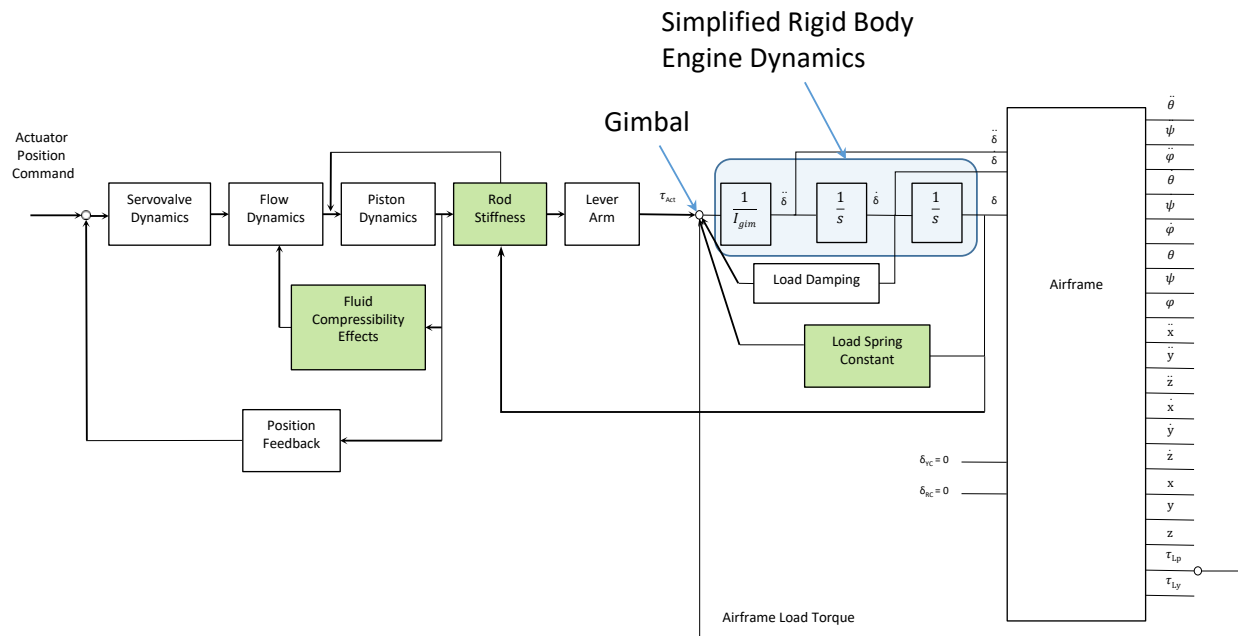 Simplified Rigid Body
Engine Dynamics
Gimbal
Actuator
Position
Command
Servovalve
Dynamics
Flow
Dynamics
Piston Dynamics
Rod
Stiffness
Lever
Arm
τAct
1
Igim
δ̈
1
s
δ̇
1
s
δ̈
δ̇
δ
Load Damping
Load Spring
Constant
Fluid
Compressibility
Effects
Position
Feedback
δYC = 0
δRC = 0
Airframe
θ̈
ψ̈
φ̈
θ̇
ψ̇
φ̇
θ
ψ
φ
ẍ
ÿ
z̈
ẋ
ẏ
ż
x
y
z
τLp
τLy
Airframe Load Torque